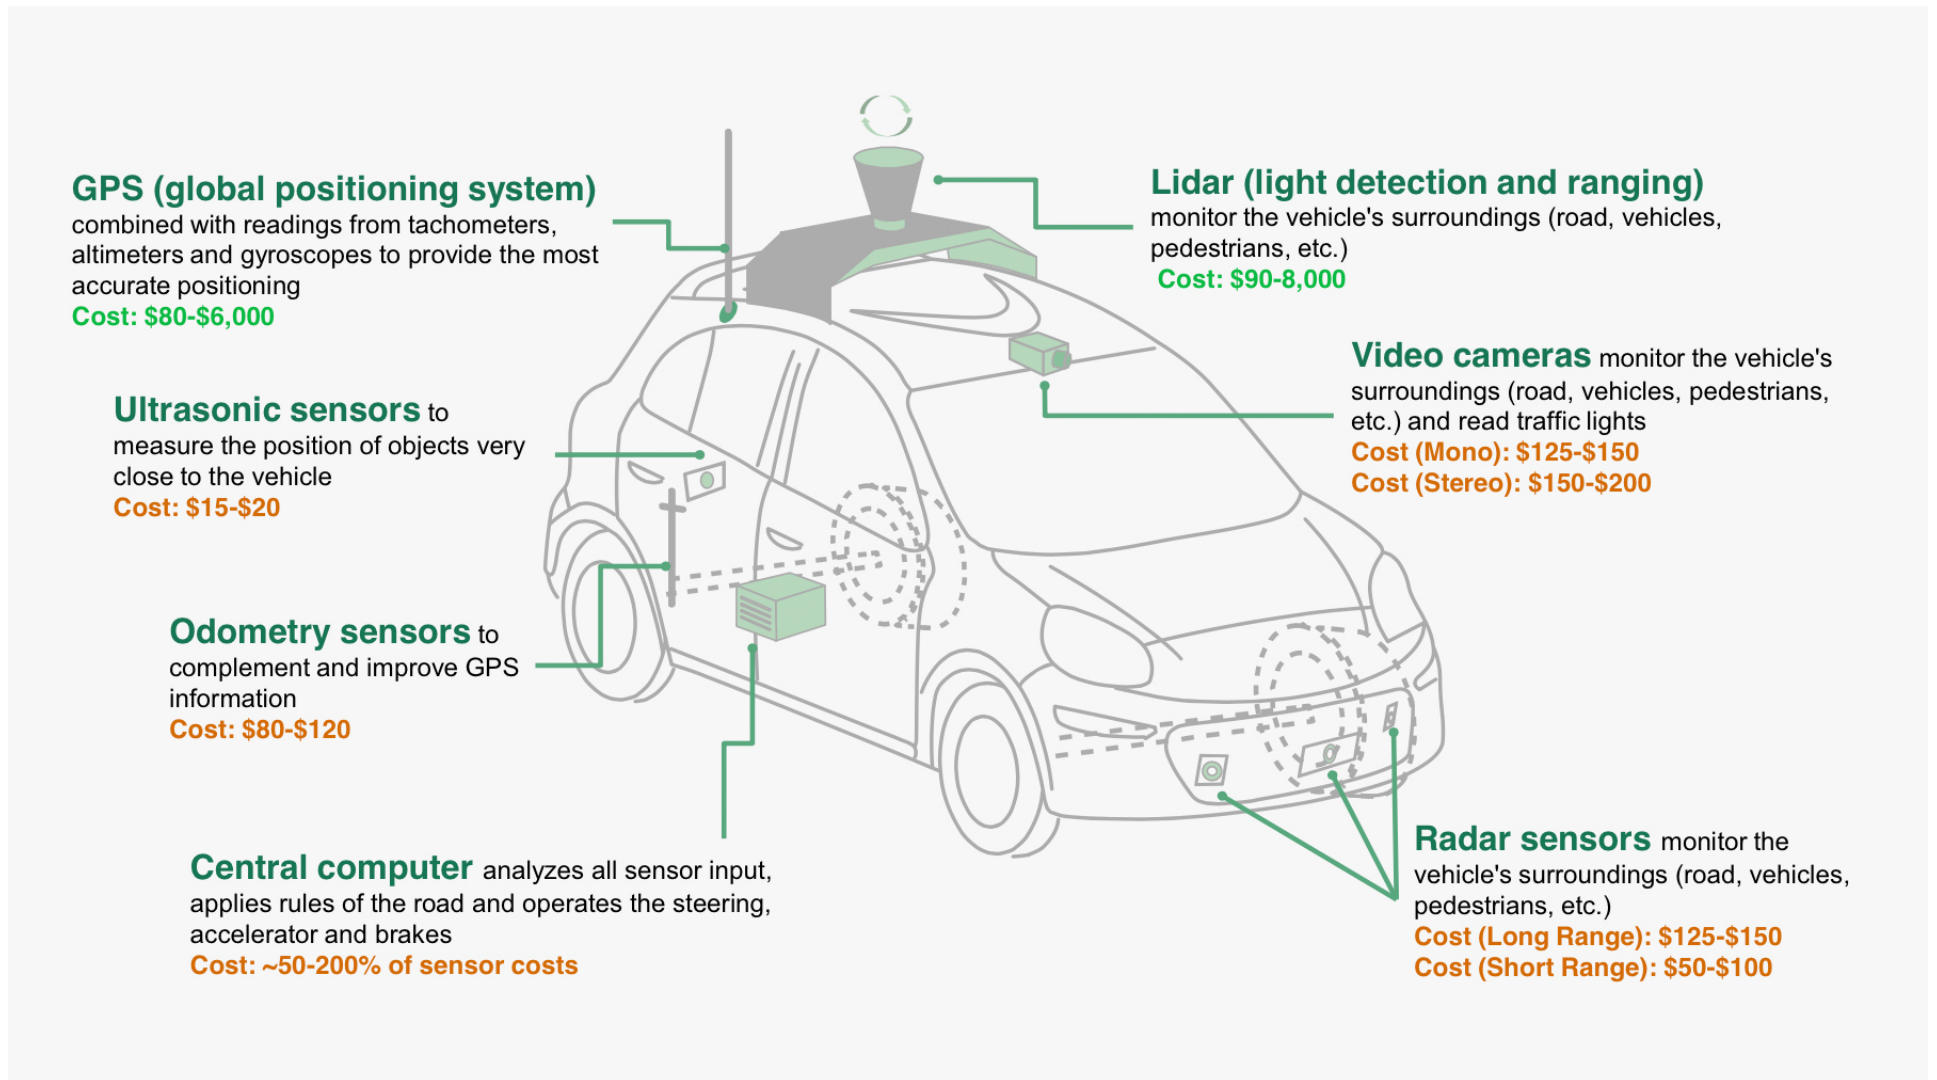 GPS (global positioning system)
combined with readings from tachometers,
altimeters and gyroscopes to provide the most
accurate positioning
Cost: $80-$6,000
Lidar (light detection and ranging)
monitor the vehicle's surroundings (road, vehicles,
pedestrians, etc.)
Cost: $90-8,000
Video cameras monitor the vehicle's
surroundings (road, vehicles, pedestrians,
etc.) and read traffic lights
Cost (Mono): $125-$150
Cost (Stereo): $150-$200
Ultrasonic sensors to
measure the position of objects very
close to the vehicle
Cost: $15-$20
Odometry sensors to
complement and improve GPS
information
Cost: $80-$120
Central computer analyzes all sensor input,
applies rules of the road and operates the steering,
accelerator and brakes
Cost: ~50-200% of sensor costs
Radar sensors monitor the
vehicle's surroundings (road, vehicles,
pedestrians, etc.)
Cost (Long Range): $125-$150
Cost (Short Range): $50-$100